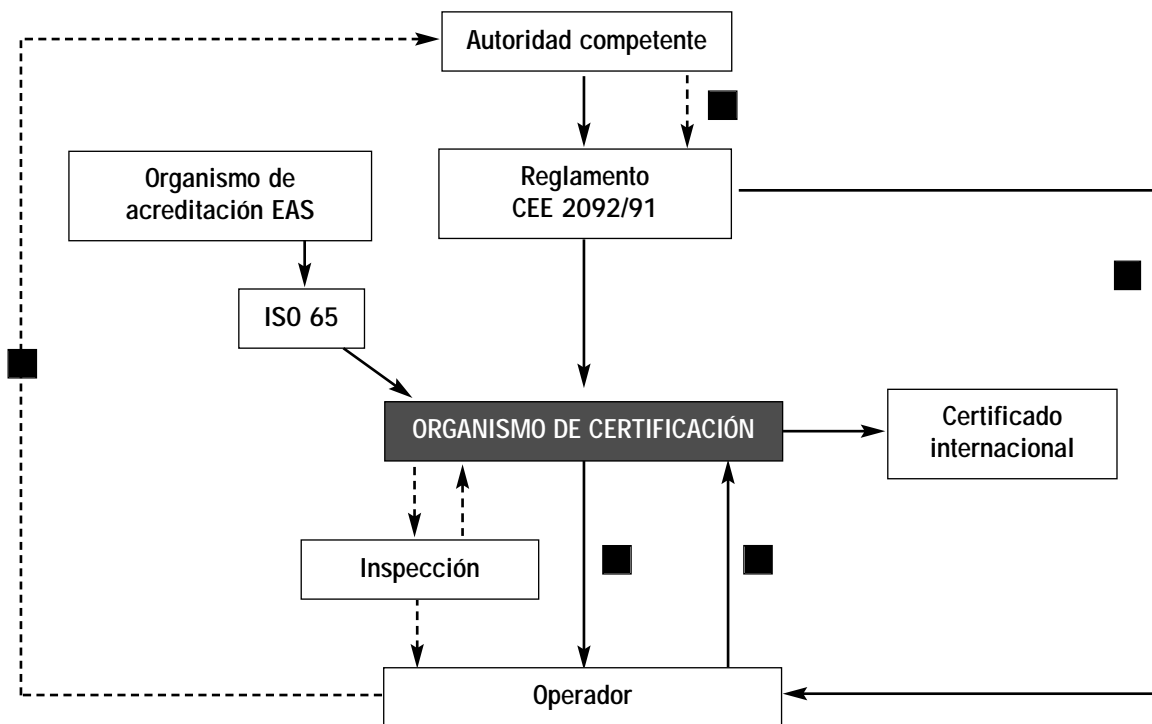 Autoridad competente
Organismo de
acreditación EAS
Reglamento
CEE 2092/91
ISO 65
ORGANISMO DE CERTIFICACIÓN
Certificado
internacional
Inspección
Operador